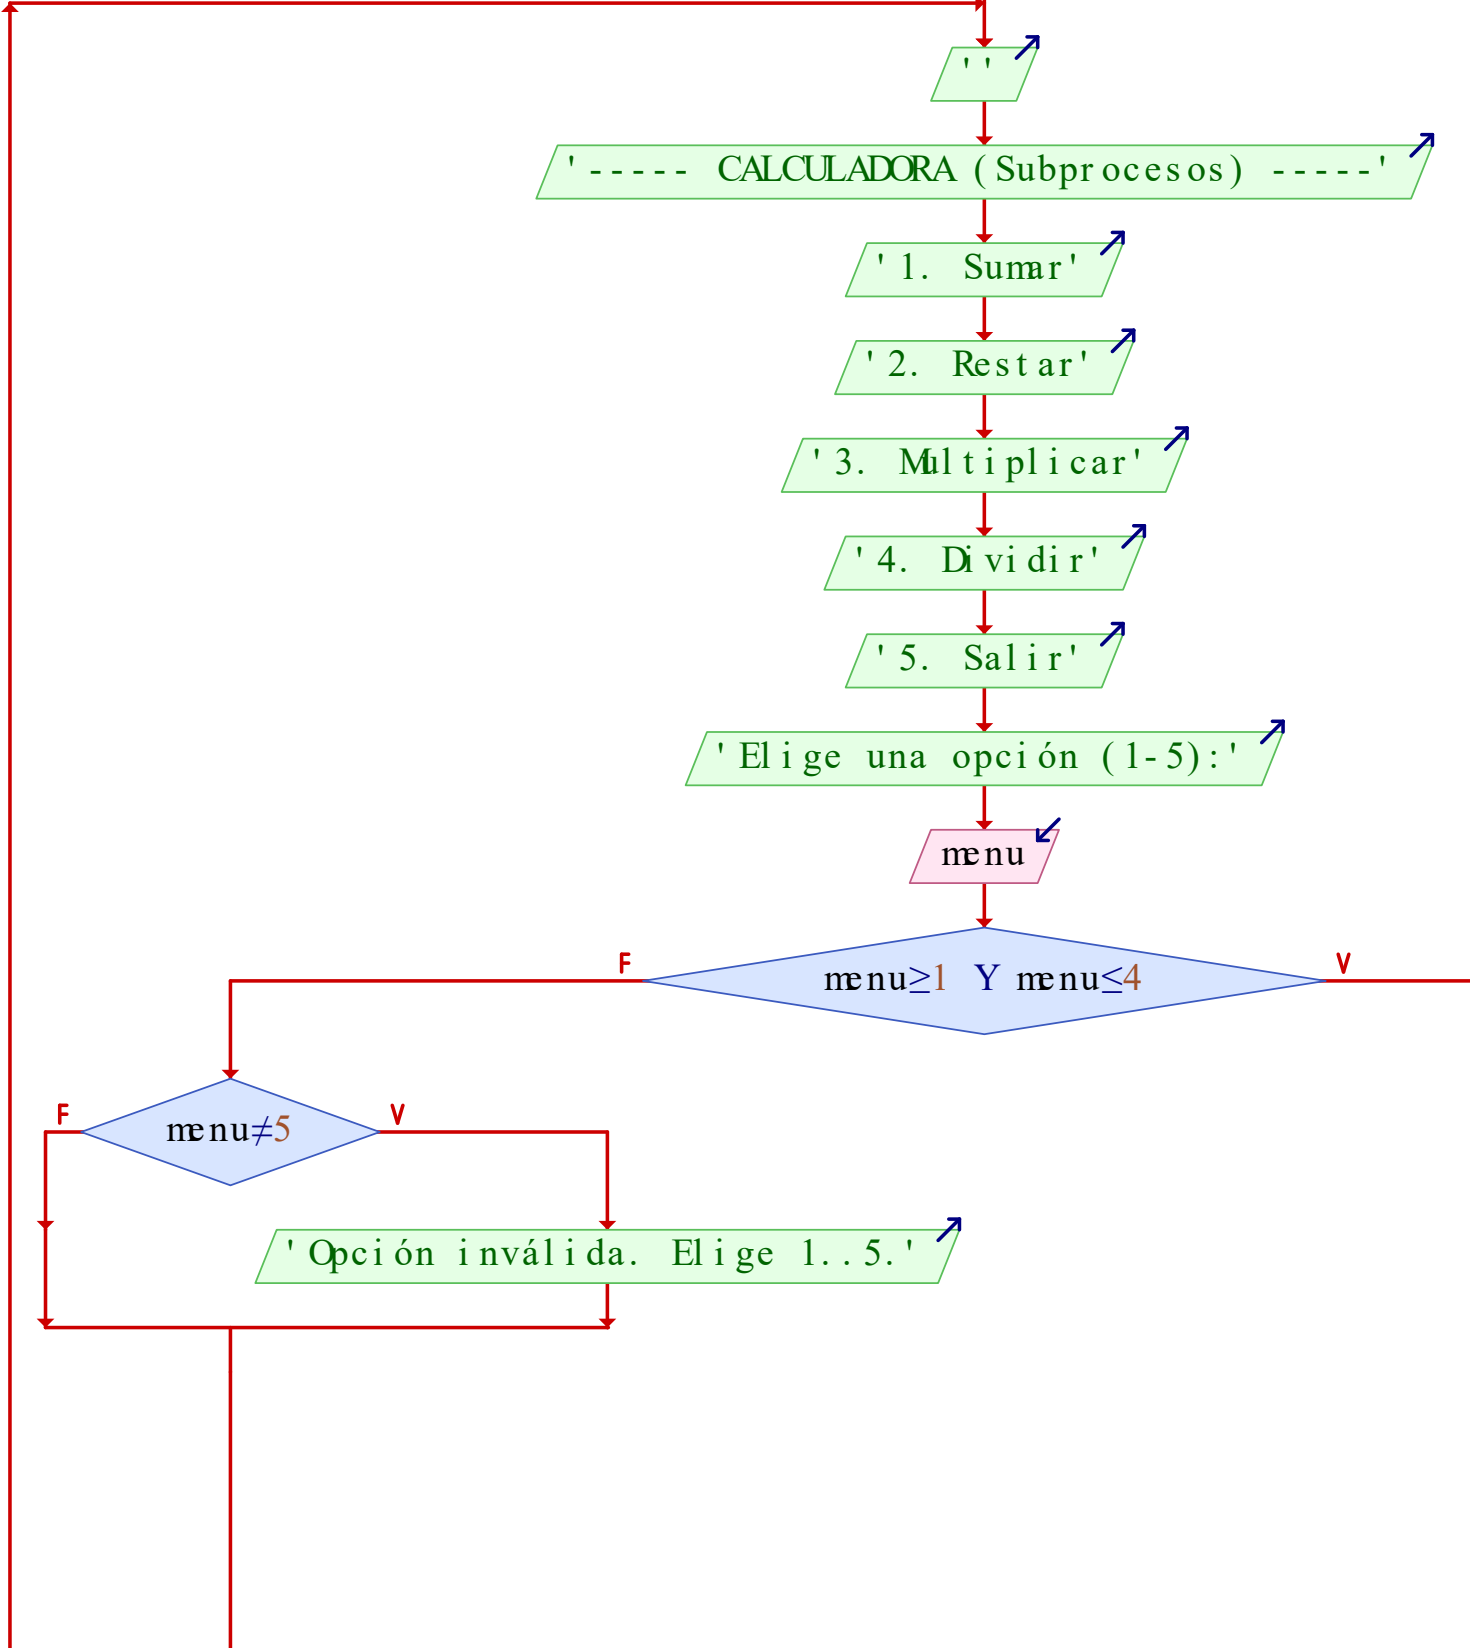 ''
'----- CALCULADORA (Subprocesos) -----'
'1. Sumar'
'2. Restar'
'3. Multiplicar'
'4. Dividir'
'5. Salir'
'Elige una opción (1-5):'
menu
F
menu≥1 Y menu≤4
V
F
menu≠5
V
'Opción inválida. Elige 1..5.'